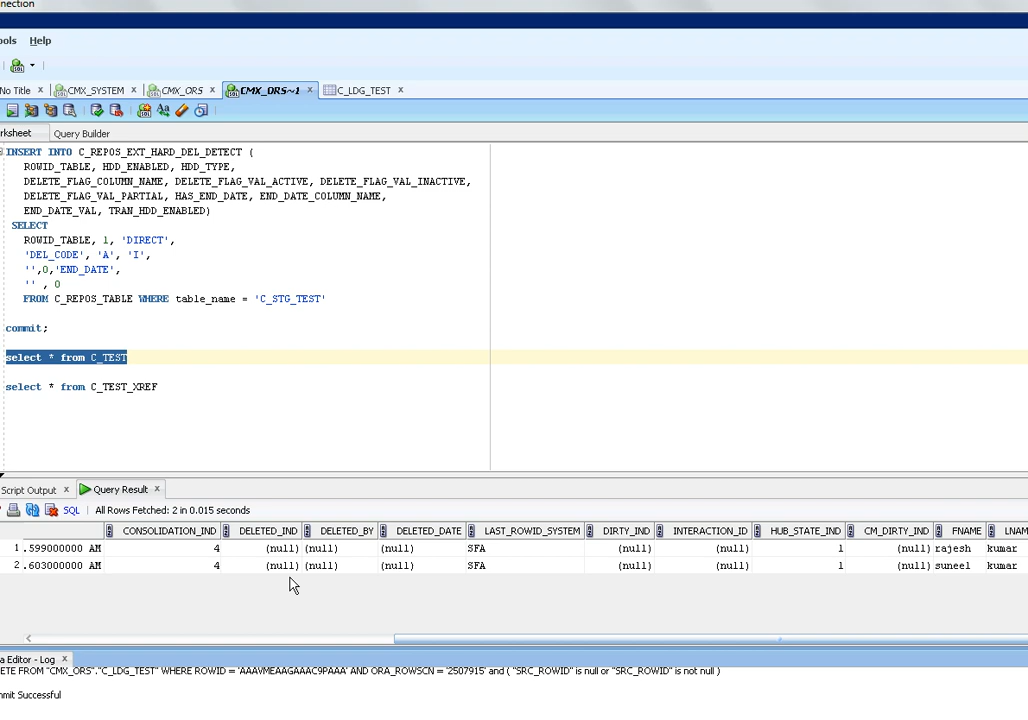 nection
ools Help
No Title CMX_SYSTEM CMX_ORS CMX_ORS~1 C_LDG_TEST
rksheet Query Builder
INSERT INTO C_REPOS_EXT_HARD_DEL_DETECT (
ROWID_TABLE, HDD_ENABLED, HDD_TYPE,
DELETE_FLAG_COLUMN_NAME, DELETE_FLAG_VAL_ACTIVE, DELETE_FLAG_VAL_INACTIVE,
DELETE_FLAG_VAL_PARTIAL, HAS_END_DATE, END_DATE_COLUMN_NAME,
END_DATE_VAL, TRAN_HDD_ENABLED)
SELECT
ROWID_TABLE, 1, 'DIRECT',
'DEL_CODE', 'A', 'I',
'',0,'END_DATE',
'' , 0
FROM C_REPOS_TABLE WHERE table_name = 'C_STG_TEST'
commit;
select * from C_TEST
select * from C_TEST_XREF
Script Output Query Result
SQL All Rows Fetched: 2 in 0.015 seconds
CONSOLIDATION_IND DELETED_IND DELETED_BY DELETED_DATE LAST_ROWID_SYSTEM DIRTY_IND INTERACTION_ID HUB_STATE_IND CM_DIRTY_IND FNAME LNAM
1 .599000000 AM 4 (null) (null) (null) SFA (null) (null) 1 (null) rajesh kumar
2 .603000000 AM 4 (null) (null) (null) SFA (null) (null) 1 (null) suneel kumar
a Editor - Log
ETE FROM "CMX_ORS"."C_LDG_TEST" WHERE ROWID = 'AAAVMEAAGAAAC9PAAA' AND ORA_ROWSCN = '2507915' and ( "SRC_ROWID" is null or "SRC_ROWID" is not null )
mmit Successful